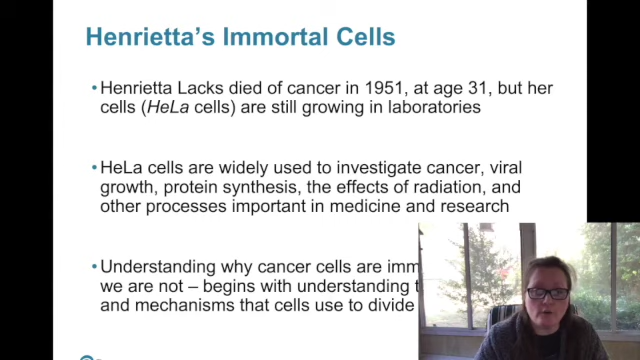 Henrietta's Immortal Cells
•Henrietta Lacks died of cancer in 1951, at age 31, but her
cells (HeLa cells) are still growing in laboratories
•HeLa cells are widely used to investigate cancer, viral
growth, protein synthesis, the effects of radiation, and
other processes important in medicine and research
•Understanding why cancer cells are
we are not – begins with understanding
and mechanisms that cells use to divide